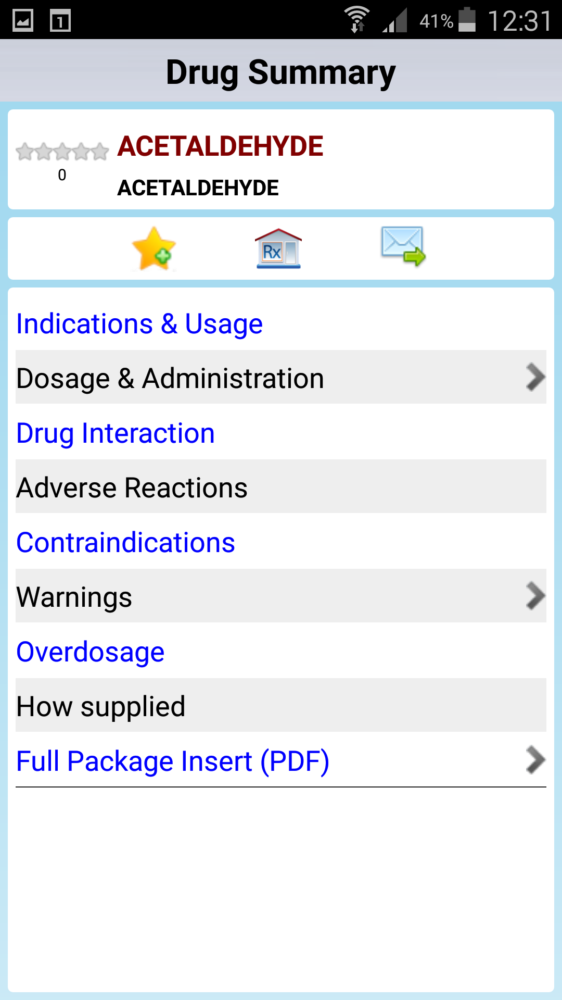 1 41% 12:31
Drug Summary
ACETALDEHYDE
0
ACETALDEHYDE
Rx
Indications & Usage
Dosage & Administration
Drug Interaction
Adverse Reactions
Contraindications
Warnings
Overdosage
How supplied
Full Package Insert (PDF)